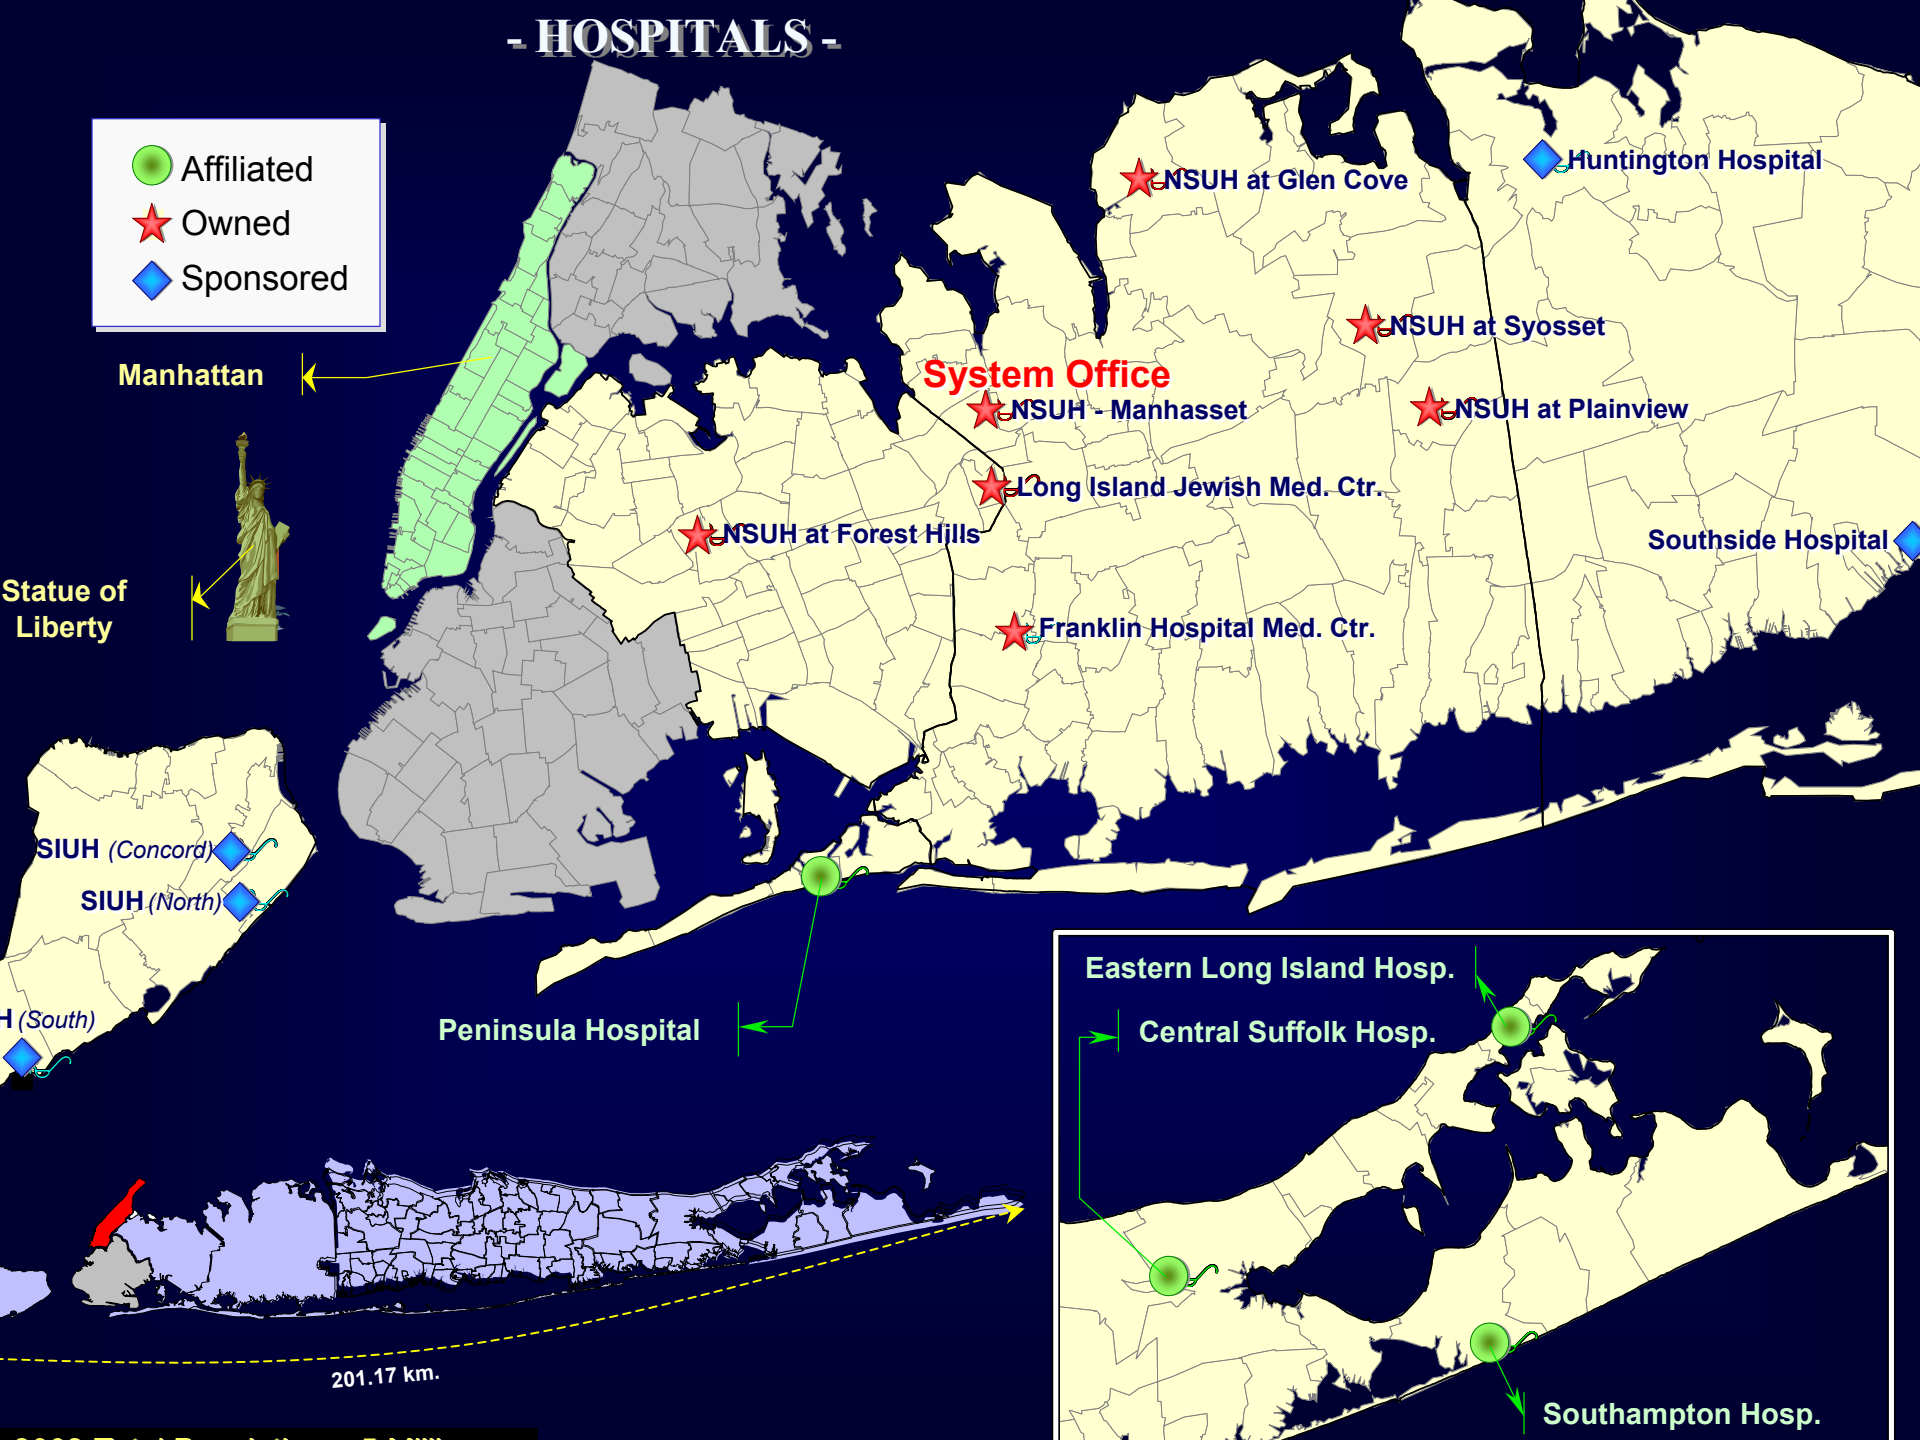 - HOSPITALS -
Affiliated
Owned
Sponsored
Manhattan
Statue of
Liberty
Huntington Hospital
NSUH at Glen Cove
NSUH at Syosset
System Office
NSUH - Manhasset
NSUH at Plainview
Long Island Jewish Med. Ctr.
NSUH at Forest Hills
Southside Hospital
Franklin Hospital Med. Ctr.
SIUH (Concord)
SIUH (North)
H (South)
Peninsula Hospital
Eastern Long Island Hosp.
Central Suffolk Hosp.
Southampton Hosp.
201.17 km.